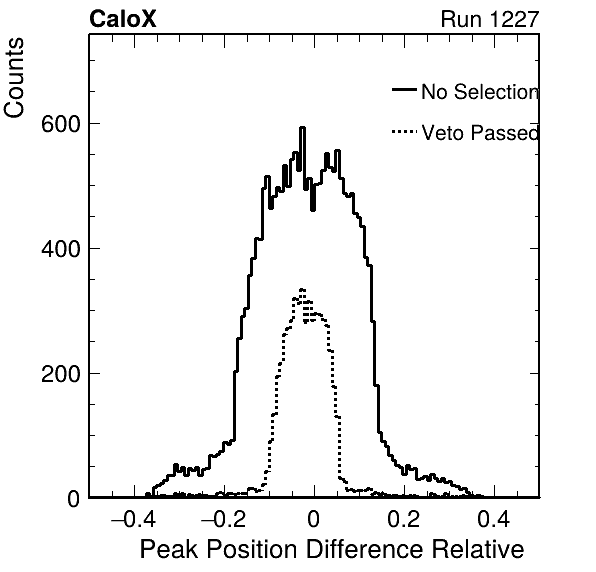 CaloX Run 1227
Counts
No Selection
Veto Passed
600
400
200
0
−0.4 −0.2 0 0.2 0.4
Peak Position Difference Relative